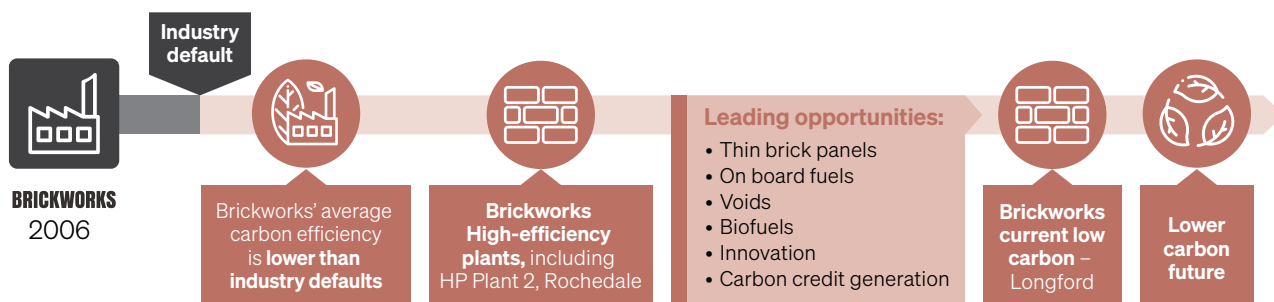 Industry
default
BRICKWORKS
2006
Brickworks’ average
carbon efficiency
is lower than
industry defaults
Brickworks
High-efficiency
plants, including
HP Plant 2, Rochedale
Leading opportunities:
• Thin brick panels
• On board fuels
• Voids
• Biofuels
• Innovation
• Carbon credit generation
Brickworks
current low
carbon –
Longford
Lower
carbon
future